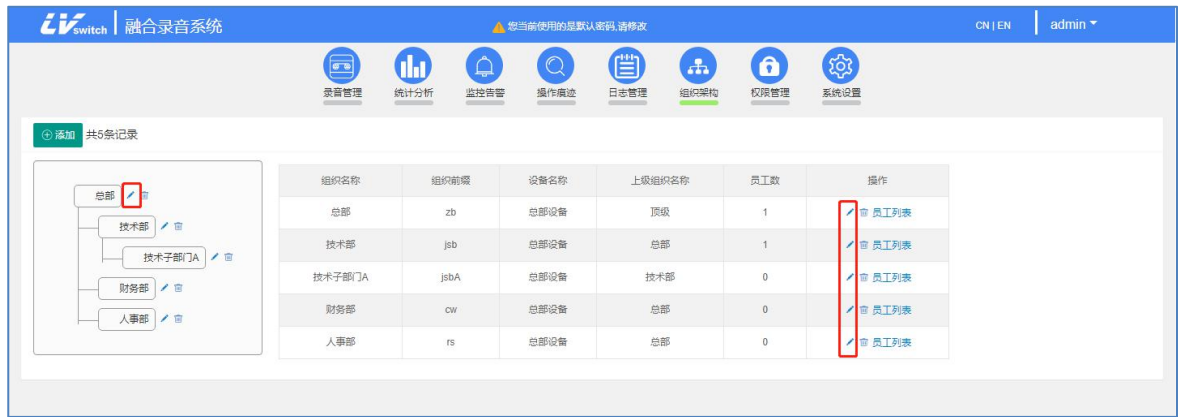 LVswitch 融合录音系统 您当前使用的是默认密码,请修改 CN | EN admin
录音管理 统计分析 监控告警 操作痕迹 日志管理 组织架构 权限管理 系统设置
添加 共5条记录
总部
技术部
技术子部门A
财务部
人事部
组织名称 组织前缀 设备名称 上级组织名称 员工数 操作
总部 zb 总部设备 顶级 1 员工列表
技术部 jsb 总部设备 总部 1 员工列表
技术子部门A jsbA 总部设备 技术部 0 员工列表
财务部 cw 总部设备 总部 0 员工列表
人事部 rs 总部设备 总部 0 员工列表